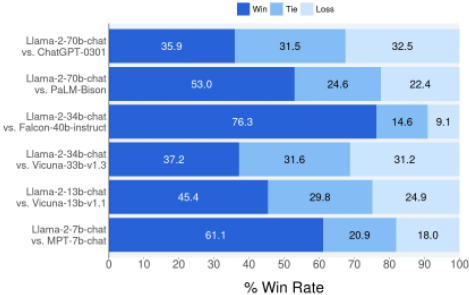 Win Tie Loss
Llama-2-70b-chat
vs. ChatGPT-0301
35.9 31.5 32.5
Llama-2-70b-chat
vs. PaLM-Bison
53.0 24.6 22.4
Llama-2-34b-chat
vs. Falcon-40b-instruct
76.3 14.6 9.1
Llama-2-34b-chat
vs. Vicuna-33b-v1.3
37.2 31.6 31.2
Llama-2-13b-chat
vs. Vicuna-13b-v1.1
45.4 29.8 24.9
Llama-2-7b-chat
vs. MPT-7b-chat
61.1 20.9 18.0
0 10 20 30 40 50 60 70 80 90 100
% Win Rate